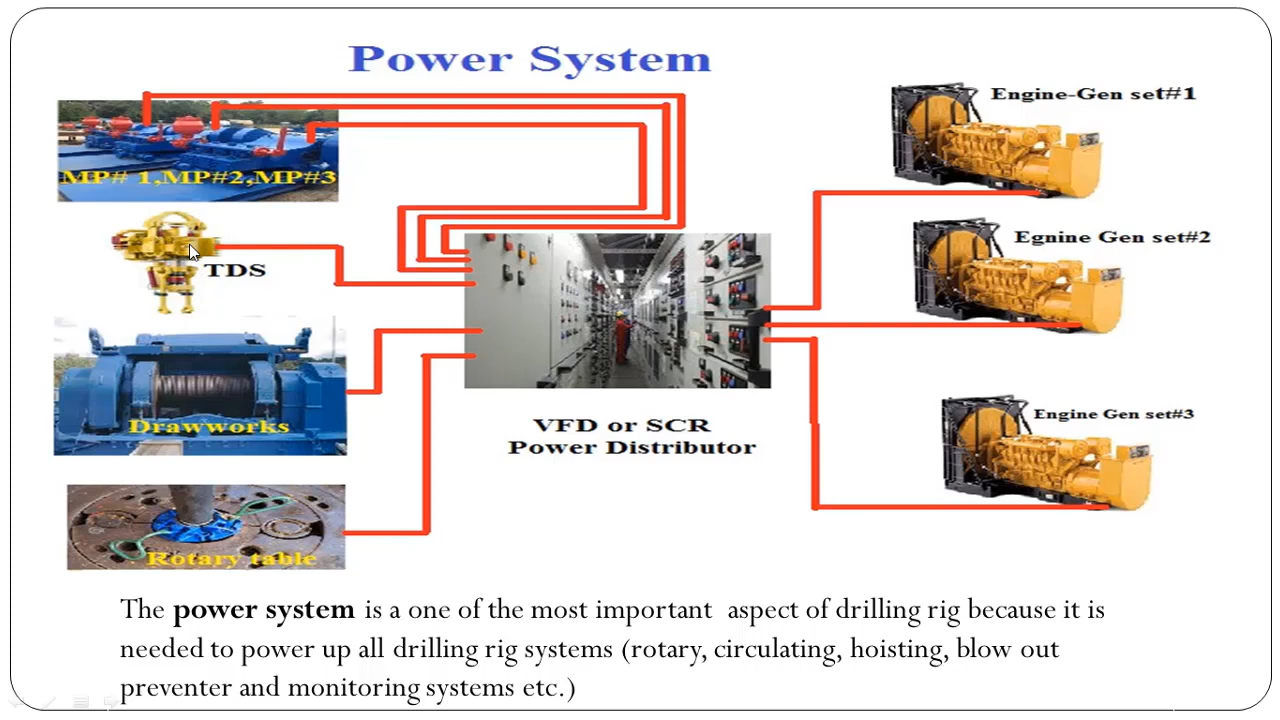 Power System
MP# 1,MP#2,MP#3
TDS
Drawworks
Rotary table
VFD or SCR
Power Distributor
Engine-Gen set#1
Egnine Gen set#2
Engine Gen set#3
The power system is a one of the most important aspect of drilling rig because it is
needed to power up all drilling rig systems (rotary, circulating, hoisting, blow out
preventer and monitoring systems etc.)